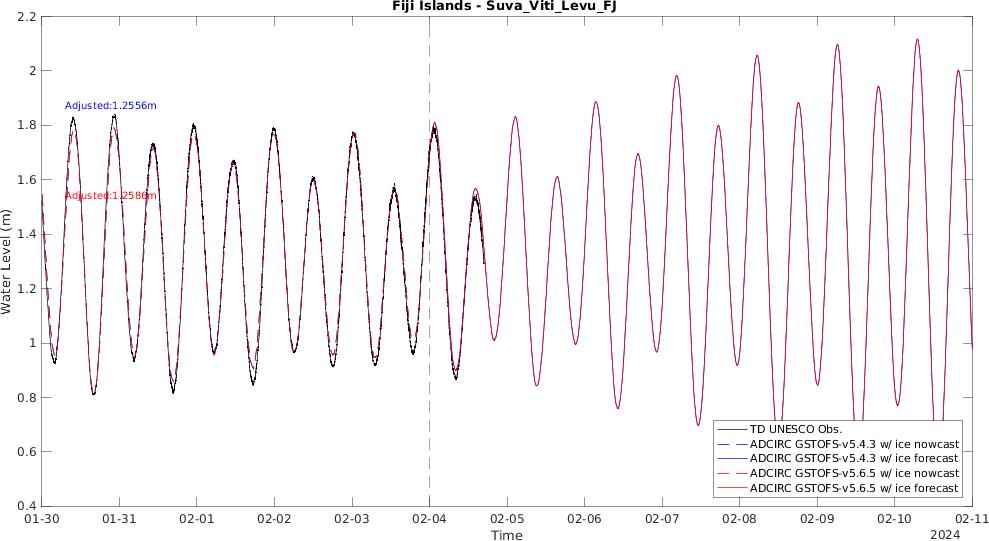 Fiji Islands - Suva_Viti_Levu_FJ
2.2
2
1.8
1.6
1.4
1.2
1
0.8
0.6
0.4
Water Level (m)
Adjusted:1.2556m
Adjusted:1.2586m
TD UNESCO Obs.
ADCIRC GSTOFS-v5.4.3 w/ ice nowcast
ADCIRC GSTOFS-v5.4.3 w/ ice forecast
ADCIRC GSTOFS-v5.6.5 w/ ice nowcast
ADCIRC GSTOFS-v5.6.5 w/ ice forecast
01-30 01-31 02-01 02-02 02-03 02-04 02-05 02-06 02-07 02-08 02-09 02-10 02-11
Time
2024